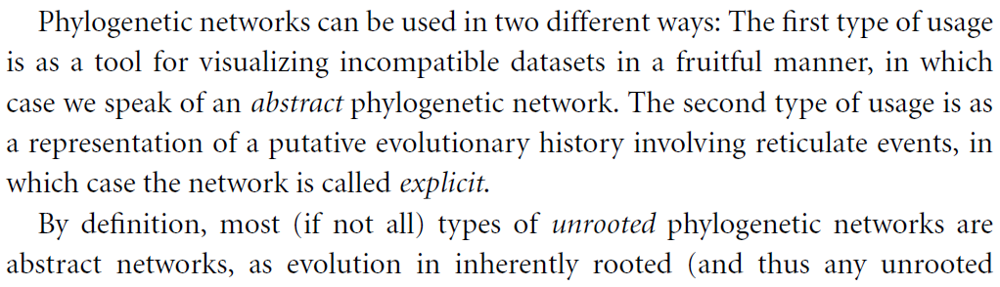 Phylogenetic networks can be used in two different ways: The first type of usage
is as a tool for visualizing incompatible datasets in a fruitful manner, in which
case we speak of an abstract phylogenetic network. The second type of usage is as
a representation of a putative evolutionary history involving reticulate events, in
which case the network is called explicit.
By definition, most (if not all) types of unrooted phylogenetic networks are
abstract networks, as evolution in inherently rooted (and thus any unrooted